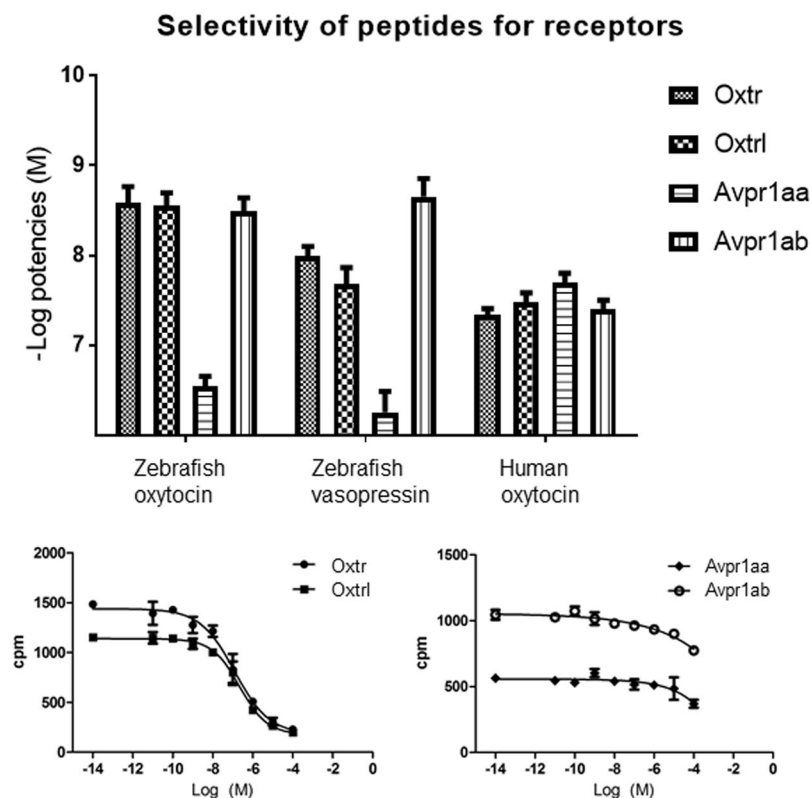 Selectivity of peptides for receptors
-Log potencies (M)
10
9
8
7
Oxtr
Oxtrl
Avpr1aa
Avpr1ab
Zebrafish
oxytocin
Zebrafish
vasopressin
Human
oxytocin
cpm
2000
1500
1000
500
0
Oxtr
Oxtrl
-14 -12 -10 -8 -6 -4 -2 0
Log (M)
cpm
1500
1000
500
0
Avpr1aa
Avpr1ab
-14 -12 -10 -8 -6 -4 -2 0
Log (M)